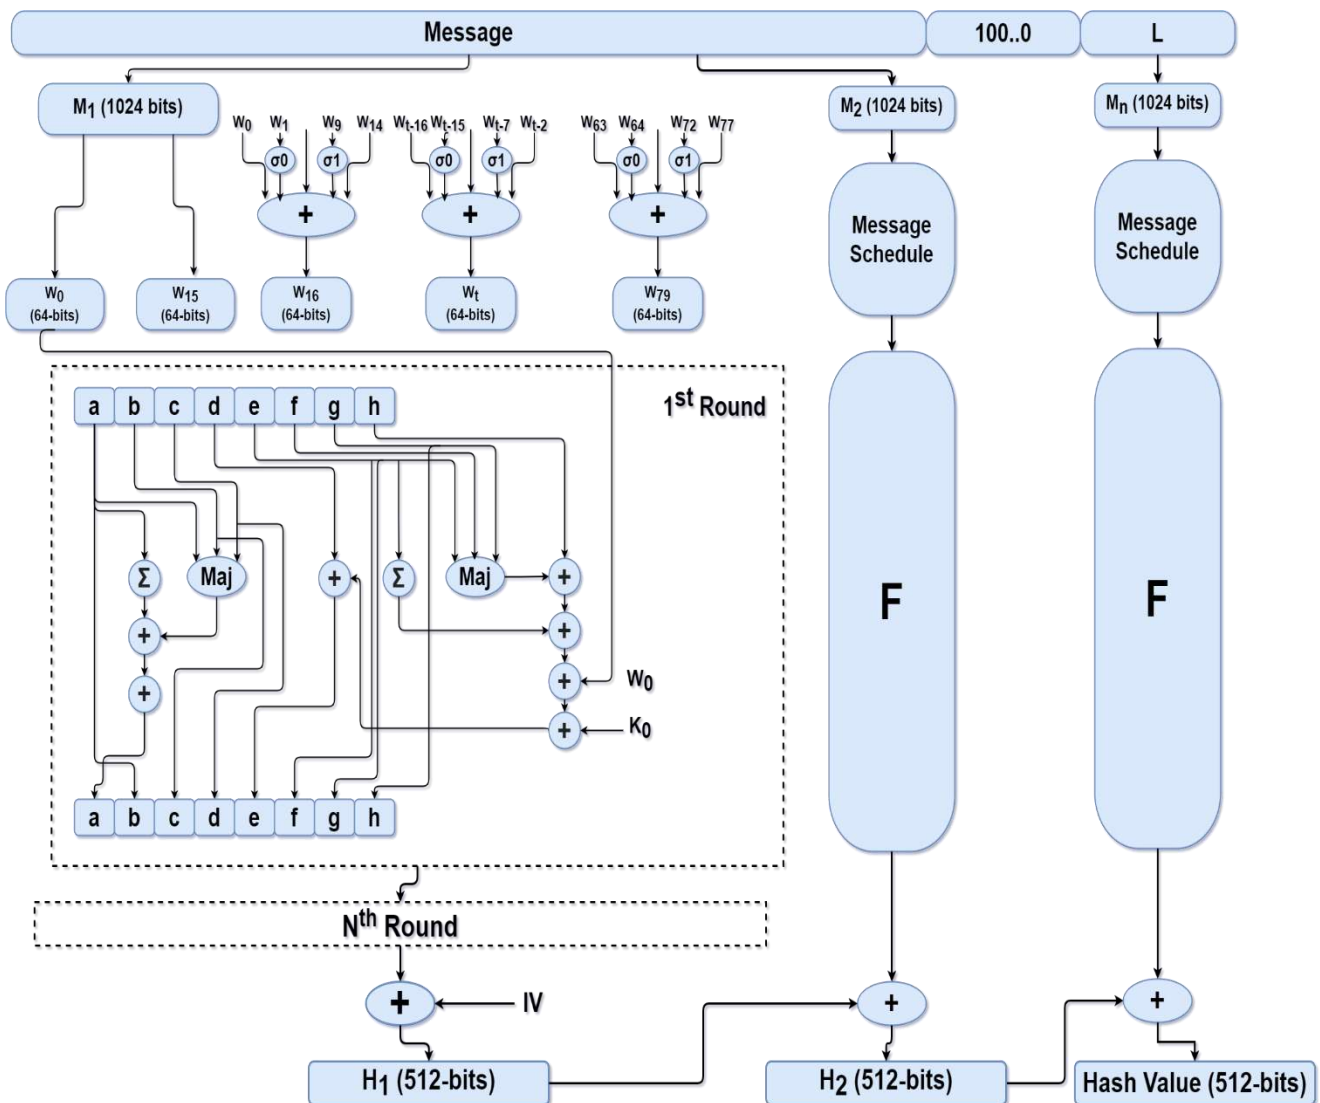 Message 100..0 L
M1 (1024 bits)
M2 (1024 bits)
Mn (1024 bits)
W0 W1 W9 W14
Wt-16 Wt-15 Wt-7 Wt-2
W63 W64 W72 W77
σ0 σ1 σ0 σ1 σ0 σ1
+ + +
Message
Schedule
Message
Schedule
W0
(64-bits)
W15
(64-bits)
W16
(64-bits)
Wt
(64-bits)
W79
(64-bits)
1st Round
a b c d e f g h
Σ Maj + Σ Maj +
+ +
+ + W0
+ K0
a b c d e f g h
F
F
Nth Round
+ IV
+
+
H1 (512-bits)
H2 (512-bits)
Hash Value (512-bits)